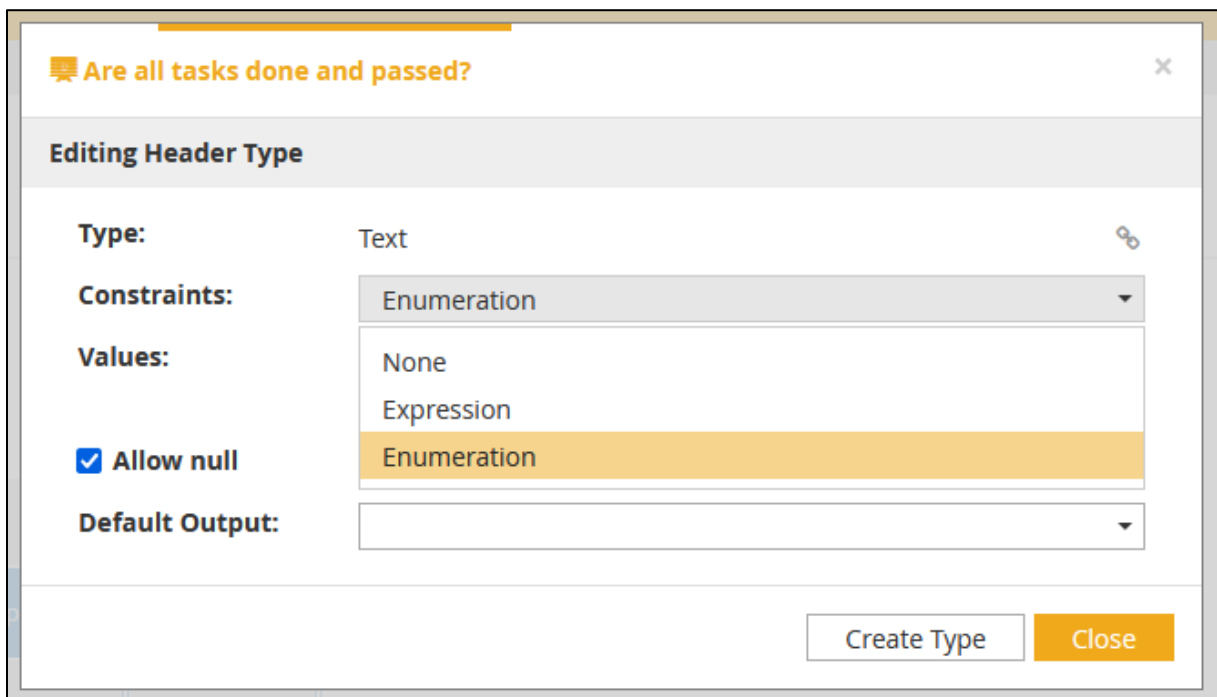 Are all tasks done and passed?
×
Editing Header Type
Type: Text
Constraints: Enumeration
Values:
None
Expression
Enumeration
Allow null
Default Output:
Create Type Close